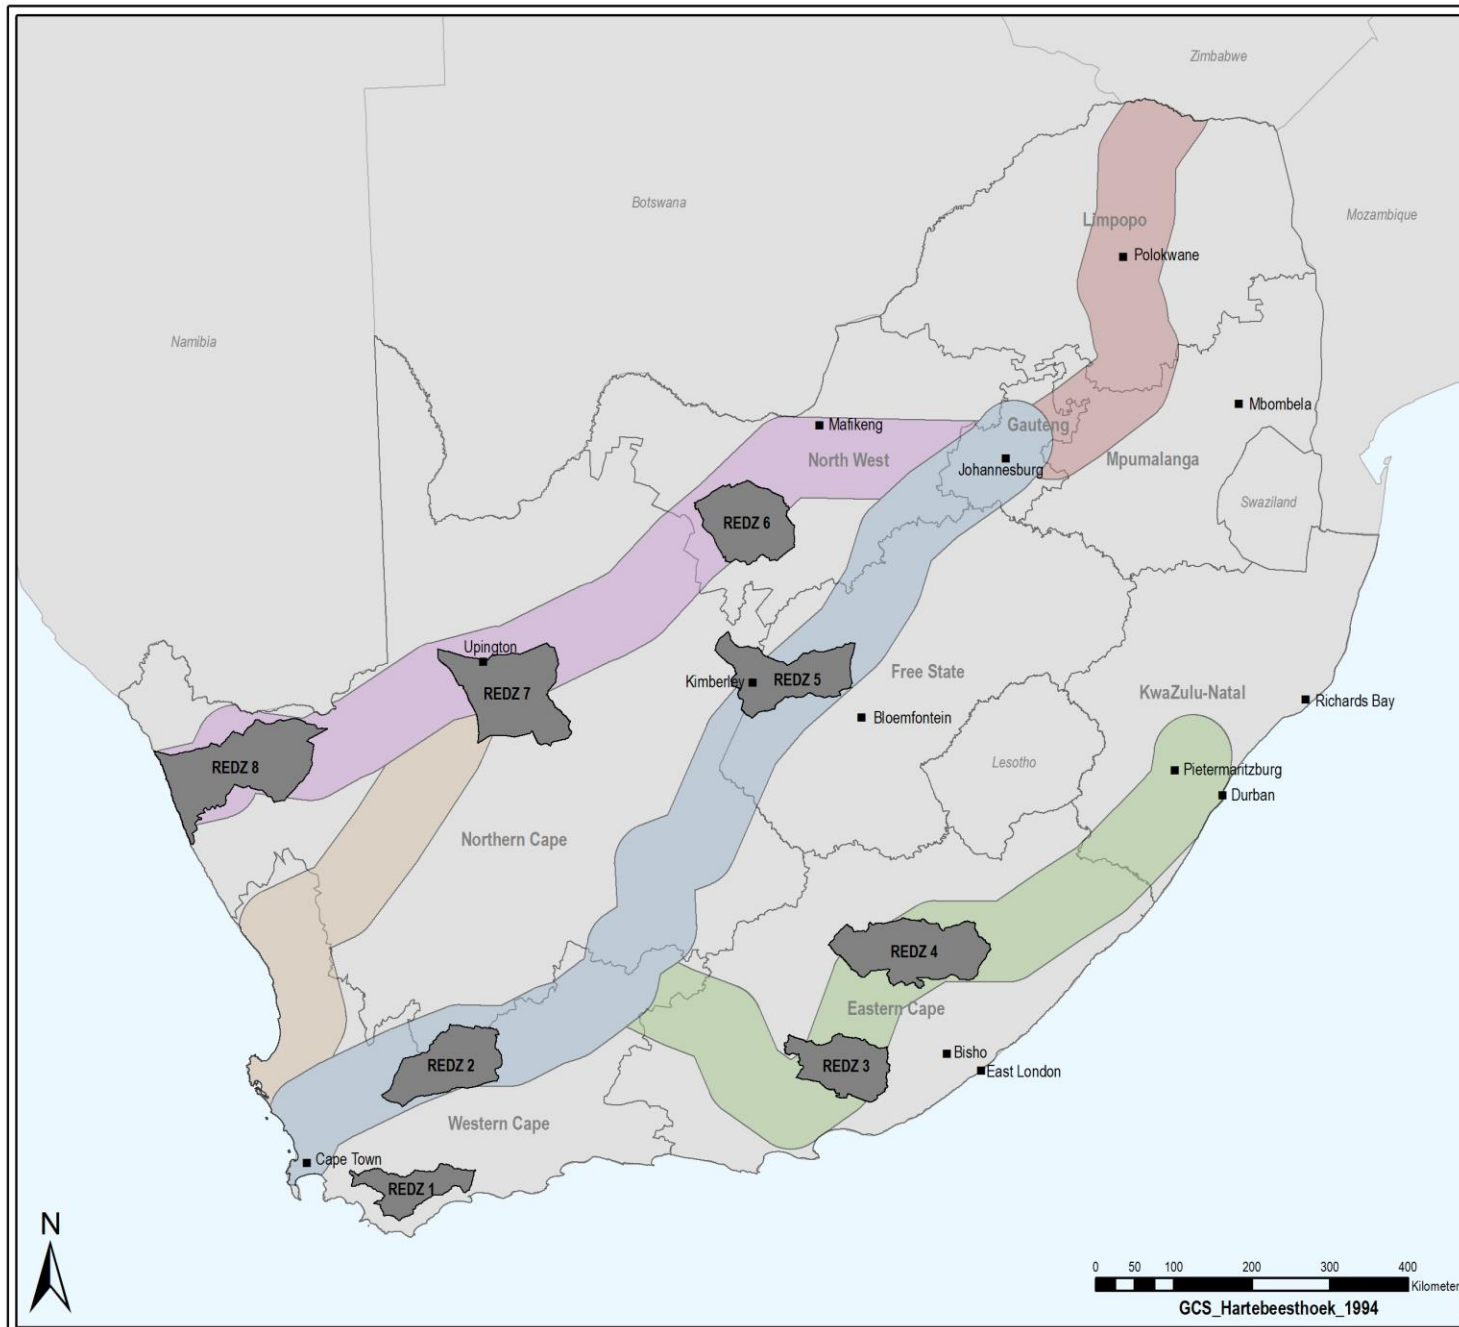 Zimbabwe
Botswana
Limpopo
Mozambique
Polokwane
Namibia
Mbombela
Mafikeng
Gauteng
North West
Mpumalanga
Johannesburg
Swaziland
REDZ 6
Upington
Kimberley
REDZ 5
Free State
REDZ 7
KwaZulu-Natal
Richards Bay
Bloemfontein
REDZ 8
Lesotho
Pietermaritzburg
Durban
Northern Cape
REDZ 4
Eastern Cape
Bisho
REDZ 2
REDZ 3
East London
Western Cape
Cape Town
REDZ 1
N
0 50 100 200 300 400
Kilometer
GCS_Hartebeesthoek_1994